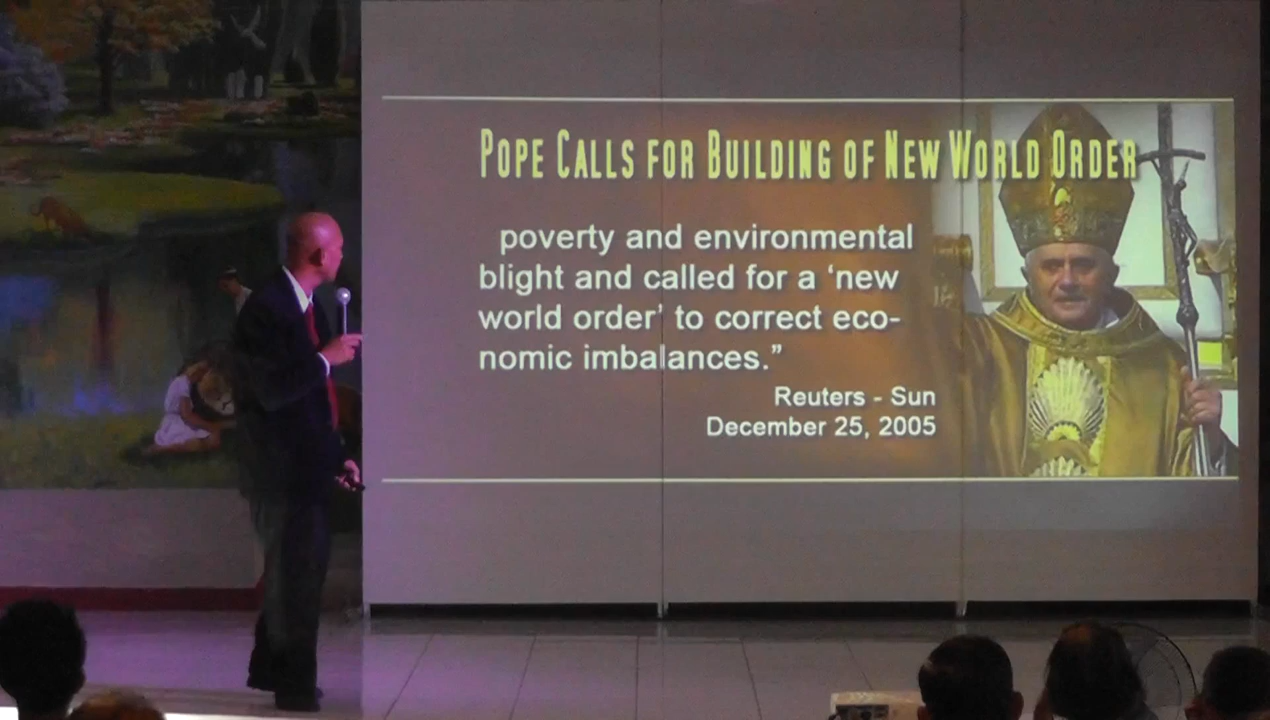 POPE CALLS FOR BUILDING OF NEW WORLD ORDER
poverty and environmental
blight and called for a ‘new
world order’ to correct eco-
nomic imbalances.”
Reuters - Sun
December 25, 2005